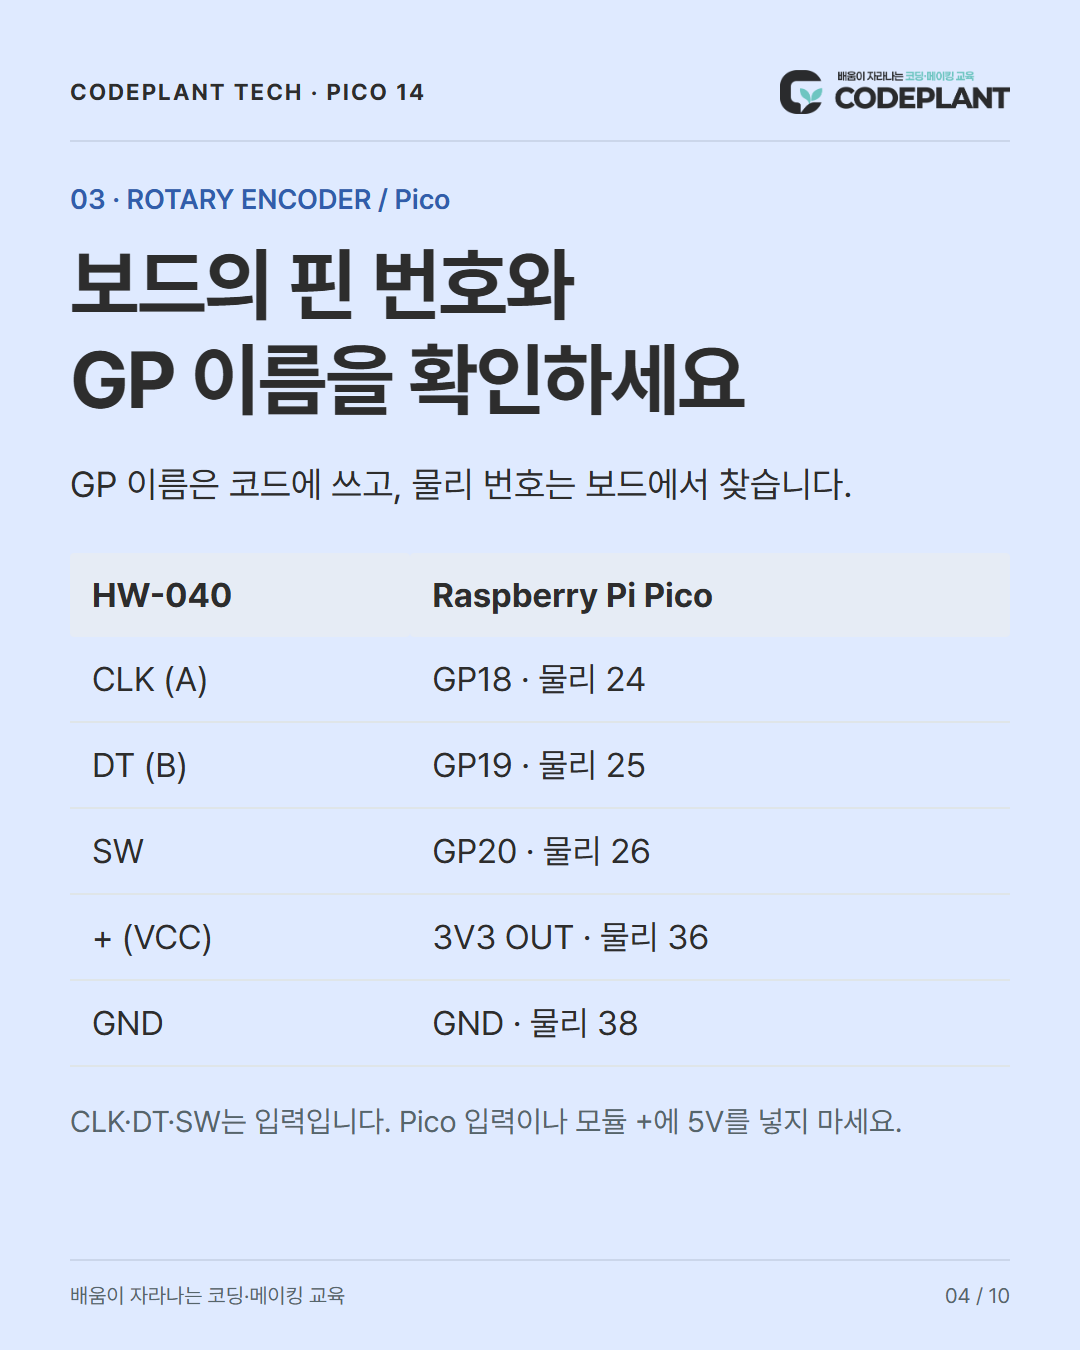 CODEPLANT TECH · PICO 14
배움이 자라나는 코딩·메이킹 교육
CODEPLANT
03 · ROTARY ENCODER / Pico
보드의 핀 번호와
GP 이름을 확인하세요
GP 이름은 코드에 쓰고, 물리 번호는 보드에서 찾습니다.
HW-040 Raspberry Pi Pico
CLK (A) GP18 · 물리 24
DT (B) GP19 · 물리 25
SW GP20 · 물리 26
+ (VCC) 3V3 OUT · 물리 36
GND GND · 물리 38
CLK·DT·SW는 입력입니다. Pico 입력이나 모듈 +에 5V를 넣지 마세요.
배움이 자라나는 코딩·메이킹 교육 04 / 10